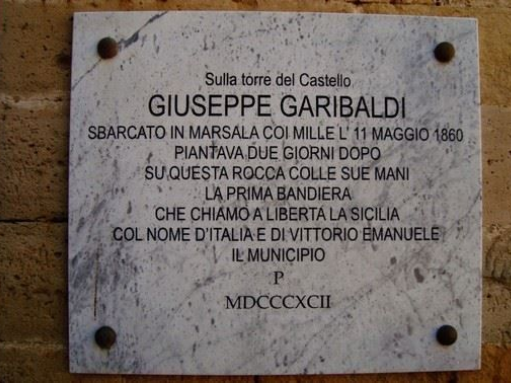 Sulla torre del Castello
GIUSEPPE GARIBALDI
SBARCATO IN MARSALA COI MILLE L' 11 MAGGIO 1860
PIANTAVA DUE GIORNI DOPO
SU QUESTA ROCCA COLLE SUE MANI
LA PRIMA BANDIERA
CHE CHIAMO A LIBERTA LA SICILIA
COL NOME D'ITALIA E DI VITTORIO EMANUELE
IL MUNICIPIO
P
MDCCCXCII